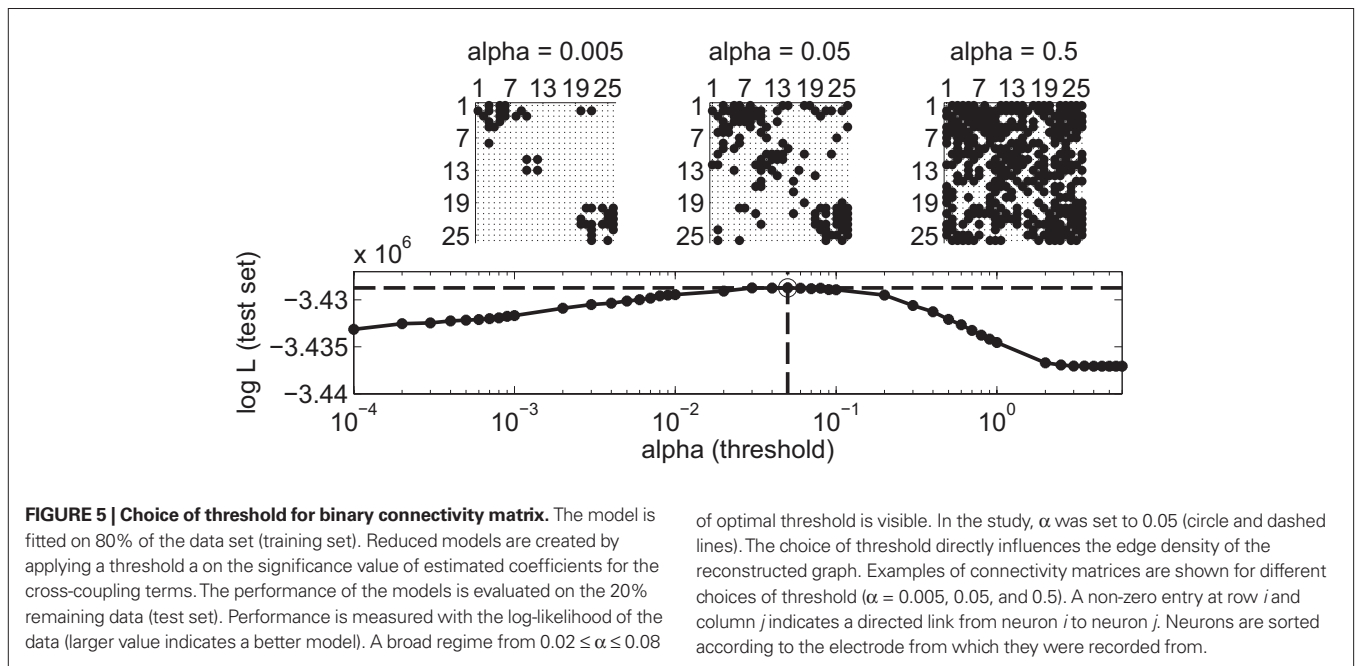 alpha = 0.005 alpha = 0.05 alpha = 0.5
1 7 13 19 25 1 7 13 19 25 1 7 13 19 25
1 1 1
7 7 7
13 13 13
19 19 19
25 25 25
x 10^6
−3.43
−3.435
−3.44
log L (test set)
10^−4 10^−3 10^−2 10^−1 10^0
alpha (threshold)
FIGURE 5 | Choice of threshold for binary connectivity matrix. The model is
fitted on 80% of the data set (training set). Reduced models are created by
applying a threshold a on the significance value of estimated coefficients for the
cross-coupling terms. The performance of the models is evaluated on the 20%
remaining data (test set). Performance is measured with the log-likelihood of the
data (larger value indicates a better model). A broad regime from 0.02 ≤ α ≤ 0.08
of optimal threshold is visible. In the study, α was set to 0.05 (circle and dashed
lines). The choice of threshold directly influences the edge density of the
reconstructed graph. Examples of connectivity matrices are shown for different
choices of threshold (α = 0.005, 0.05, and 0.5). A non-zero entry at row i and
column j indicates a directed link from neuron i to neuron j. Neurons are sorted
according to the electrode from which they were recorded from.